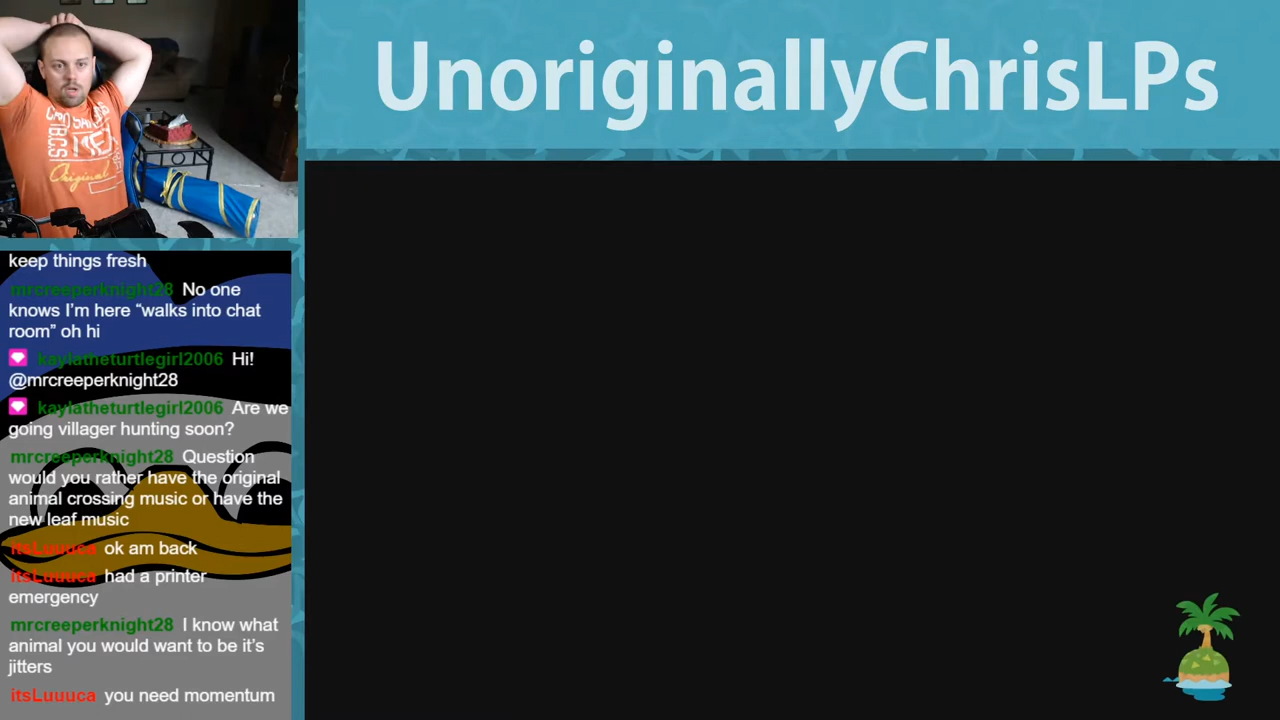 UnoriginallyChrisLPs
Original
keep things fresh
mrcreeperknight28 No one
knows I’m here “walks into chat
room” oh hi
kaylatheturtlegirl2006 Hi!
@mrcreeperknight28
kaylatheturtlegirl2006 Are we
going villager hunting soon?
mrcreeperknight28 Question
would you rather have the original
animal crossing music or have the
new leaf music
itsLuuuca ok am back
itsLuuuca had a printer
emergency
mrcreeperknight28 I know what
animal you would want to be it’s
jitters
itsLuuuca you need momentum